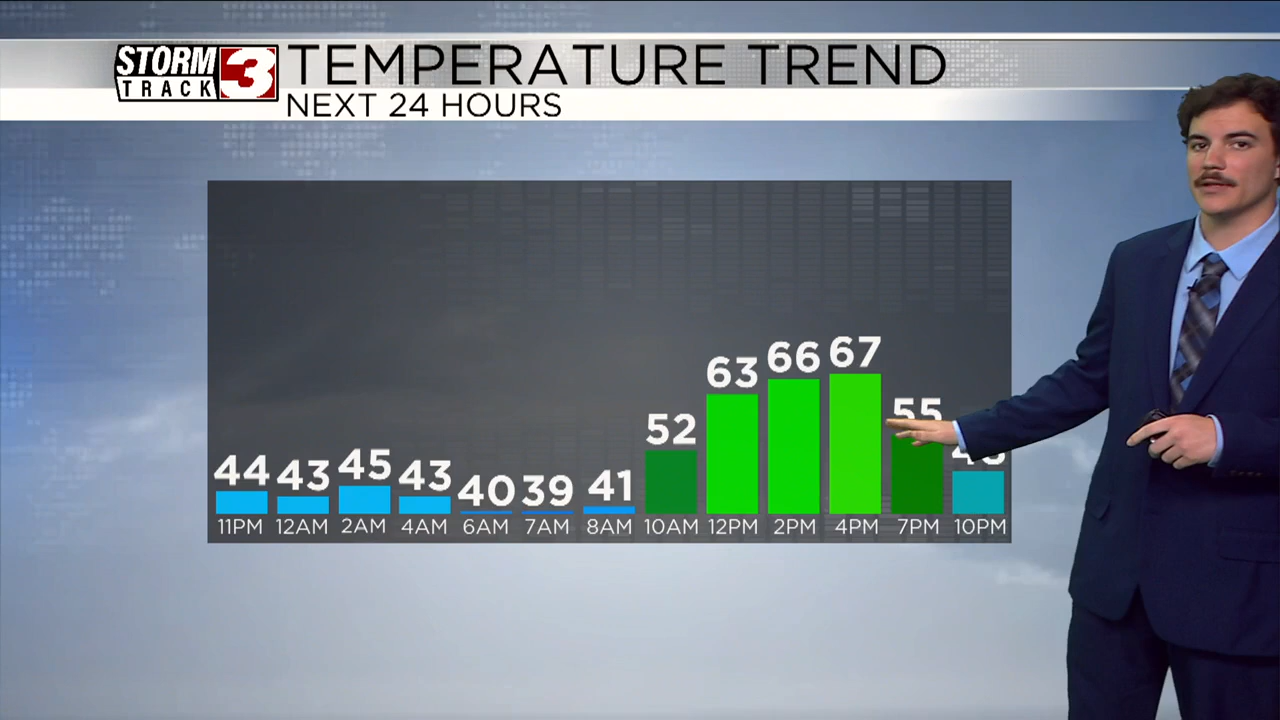 STORM TRACK 3
TEMPERATURE TREND
NEXT 24 HOURS
44 43 45 43 40 39 41 52 63 66 67 55
11PM 12AM 2AM 4AM 6AM 7AM 8AM 10AM 12PM 2PM 4PM 7PM 10PM